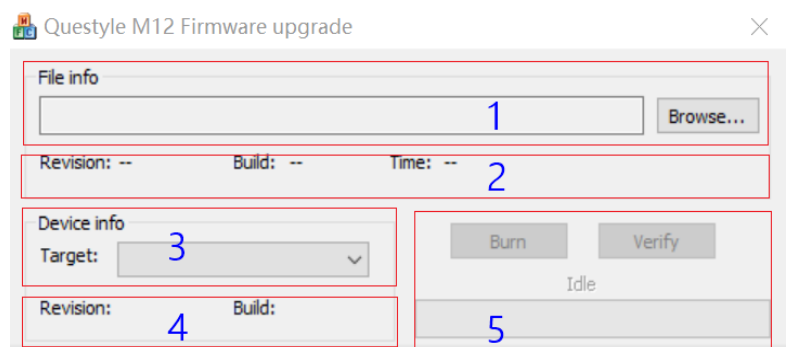 Questyle M12 Firmware upgrade
File info
1
Browse...
Revision: -- Build: -- Time: --
2
Device info
Target:
3
Burn Verify
Idle
Revision: Build:
4
5